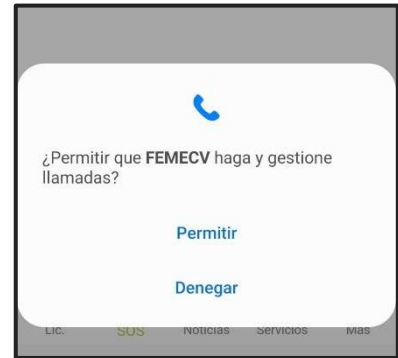 ¿Permitir que FEMECV haga y gestione
llamadas?
Permitir
Denegar
Lic. SOS Noticias Servicios Más